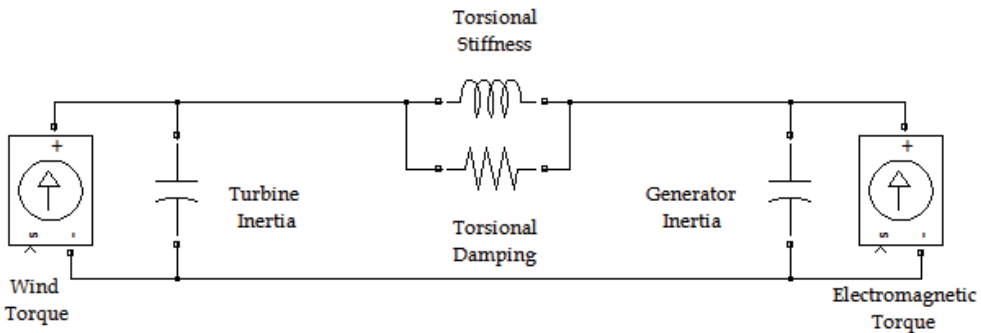 Torsional
Stiffness
+
+
Turbine
Inertia
Generator
Inertia
S
-
S
-
Torsional
Damping
Wind
Torque
Electromagnetic
Torque